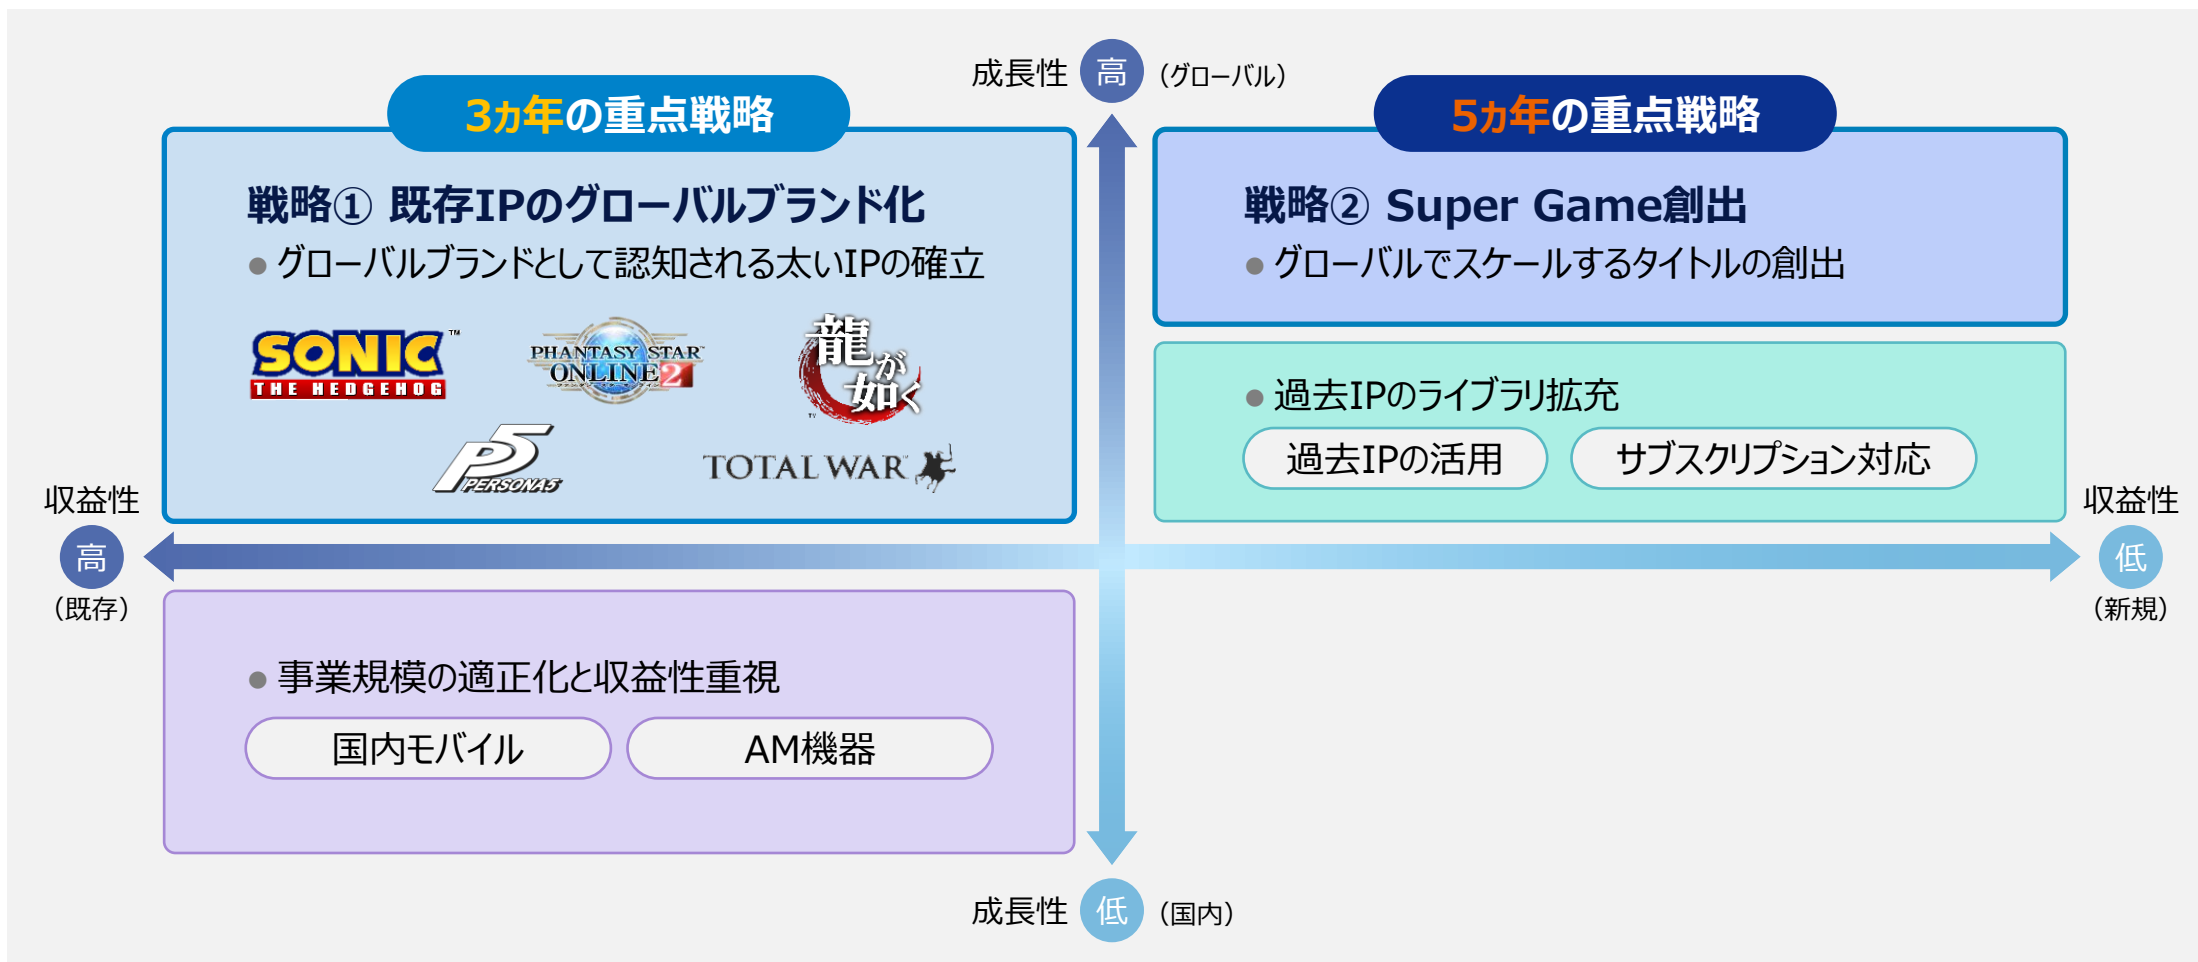 成長性 高 （グローバル）
3ヵ年の重点戦略
戦略① 既存IPのグローバルブランド化
● グローバルブランドとして認知される太いIPの確立
SONIC™
THE HEDGEHOG
PHANTASY STAR
ONLINE 2
龍が如く
P5
PERSONA5
TOTAL WAR
5ヵ年の重点戦略
戦略② Super Game創出
● グローバルでスケールするタイトルの創出
● 過去IPのライブラリ拡充
過去IPの活用
サブスクリプション対応
収益性
高
（既存）
収益性
低
（新規）
● 事業規模の適正化と収益性重視
国内モバイル
AM機器
成長性 低 （国内）